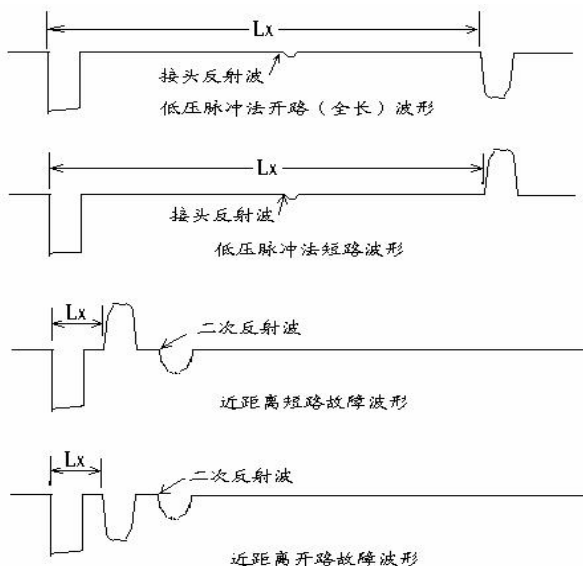 Lx
接头反射波
低压脉冲法开路(全长)波形
Lx
接头反射波
低压脉冲法短路波形
Lx
二次反射波
近距离短路故障波形
Lx
二次反射波
近距离开路故障波形